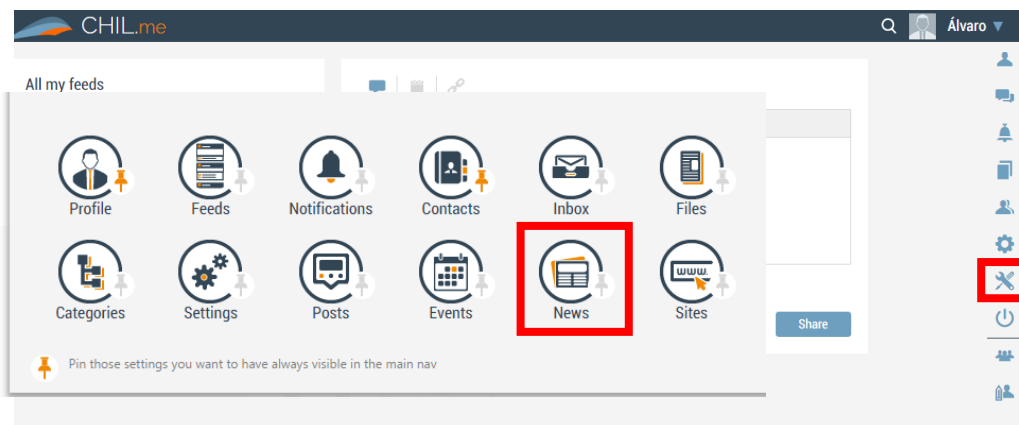 CHIL.me
Álvaro
All my feeds
Profile Feeds Notifications Contacts Inbox Files
www.
Categories Settings Posts Events News Sites
Share
Pin those settings you want to have always visible in the main nav